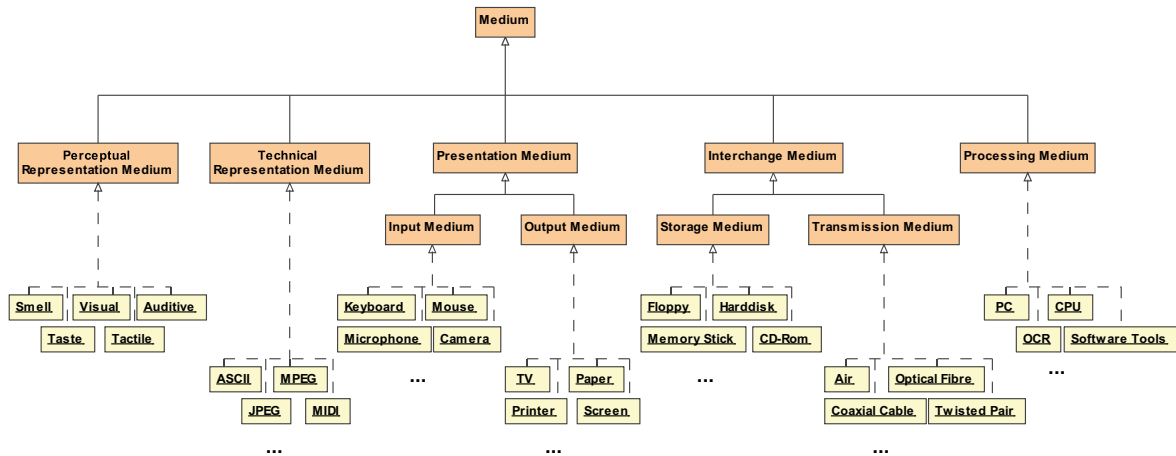 Medium
Perceptual
Representation Medium
Technical
Representation Medium
Presentation Medium
Interchange Medium
Processing Medium
Input Medium
Output Medium
Storage Medium
Transmission Medium
Smell
Visual
Auditive
Taste
Tactile
ASCII
MPEG
JPEG
MIDI
...
Keyboard
Mouse
Microphone
Camera
...
TV
Paper
Printer
Screen
...
Floppy
Harddisk
Memory Stick
CD-Rom
...
Air
Optical Fibre
Coaxial Cable
Twisted Pair
...
PC
CPU
OCR
Software Tools
...